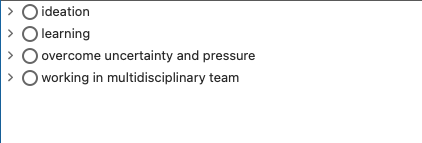 ideation
learning
overcome uncertainty and pressure
working in multidisciplinary team